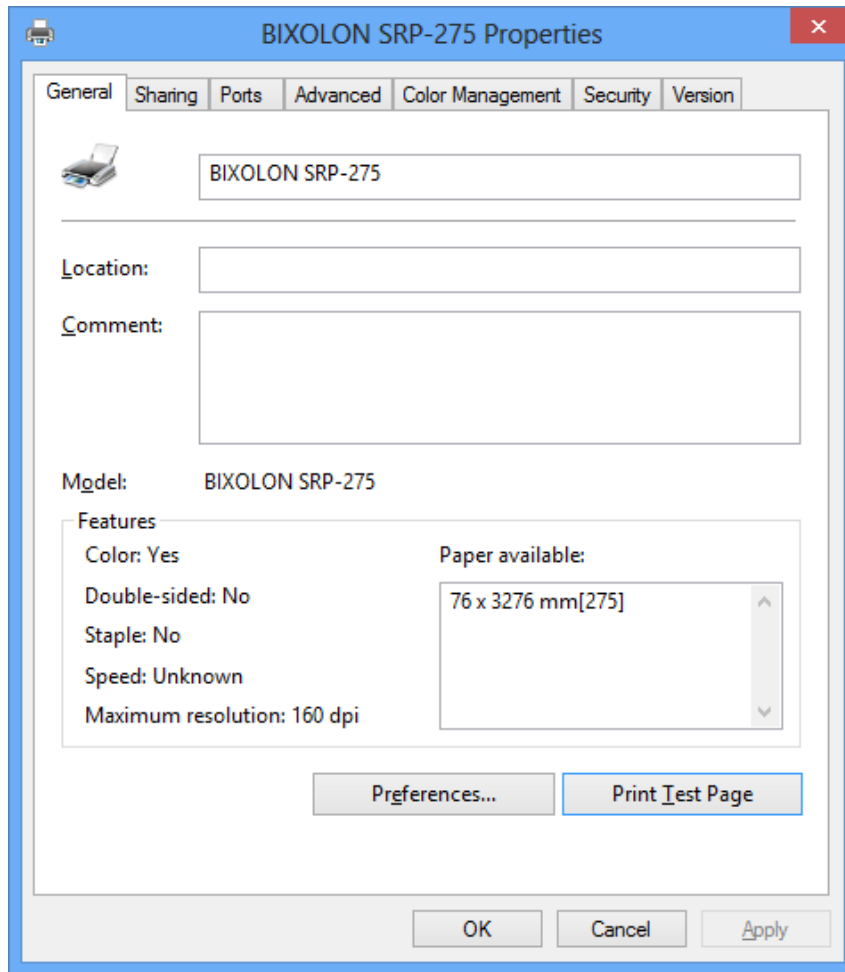 BIXOLON SRP-275 Properties
General Sharing Ports Advanced Color Management Security Version
BIXOLON SRP-275
Location:
Comment:
Model: BIXOLON SRP-275
Features
Color: Yes Paper available:
Double-sided: No 76 x 3276 mm[275]
Staple: No
Speed: Unknown
Maximum resolution: 160 dpi
Preferences... Print Test Page
OK Cancel Apply